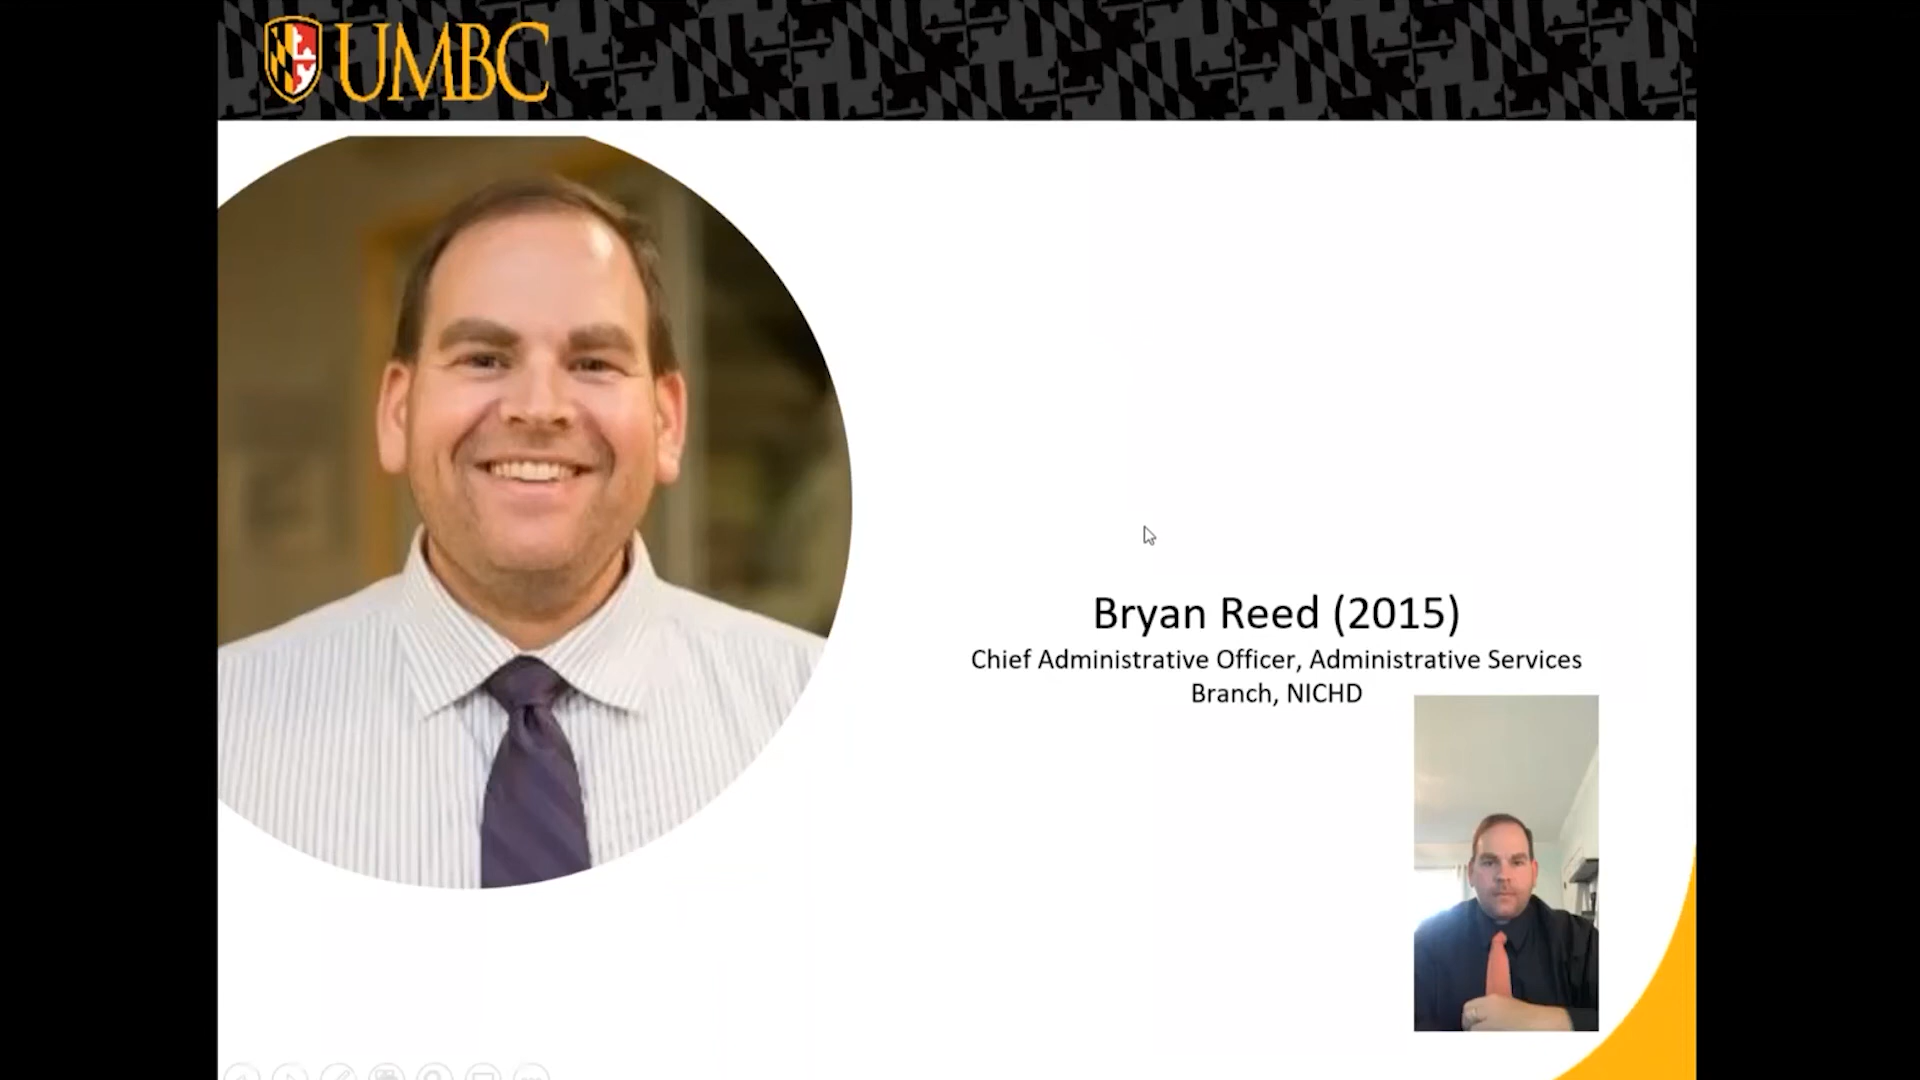 UMBC
Bryan Reed (2015)
Chief Administrative Officer, Administrative Services
Branch, NICHD